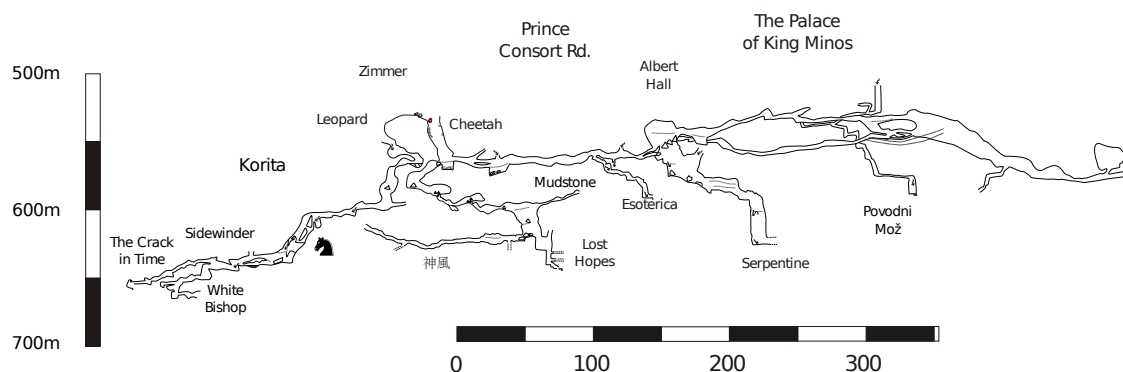 Prince
Consort Rd.
The Palace
of King Minos
500m
Zimmer
Albert
Hall
Leopard
Cheetah
Korita
Mudstone
600m
Esoterica
Povodni
Mož
Sidewinder
The Crack
in Time
Lost
Hopes
神風
Serpentine
White
Bishop
700m
0
100
200
300